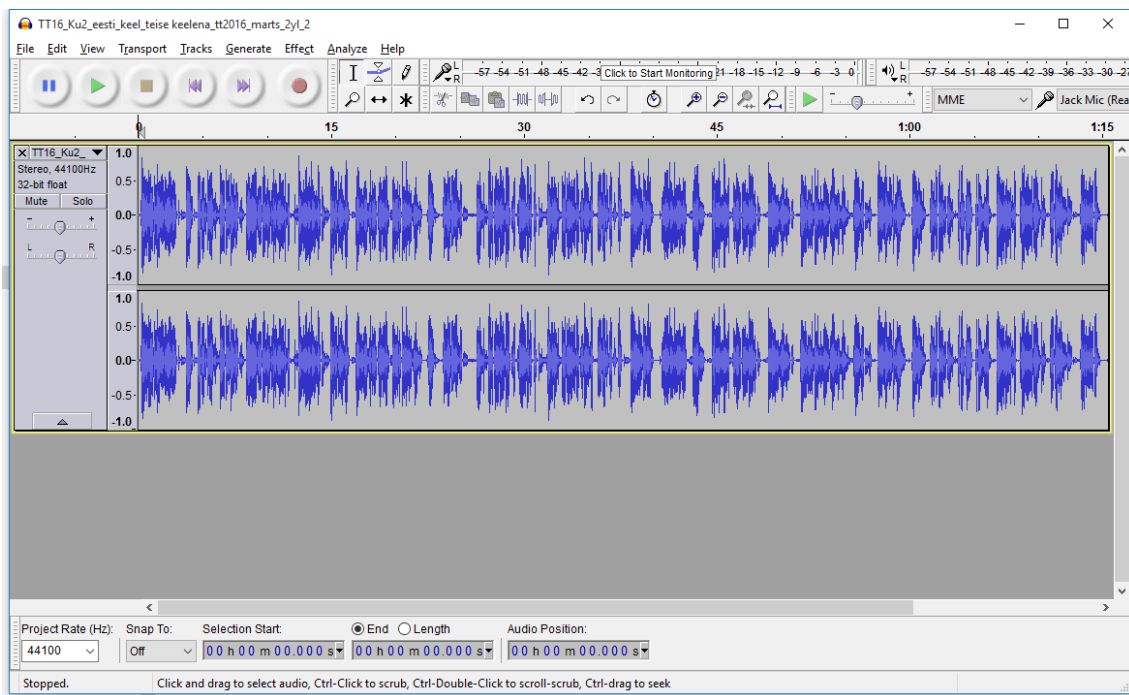 TT16_Ku2_eesti_keel_teise keelena_tt2016_marts_2yl_2
File Edit View Transport Tracks Generate Effect Analyze Help
L R -57 -54 -51 -48 -45 -42 -3 Click to Start Monitoring 21 -18 -15 -12 -9 -6 -3 0 L R -57 -54 -51 -48 -45 -42 -39 -36 -33 -30 -27
- + MME Jack Mic (Rea
0 15 30 45 1:00 1:15
TT16_Ku2_ 1.0
Stereo, 44100Hz
32-bit float 0.5
Mute Solo
- + 0.0
L R -0.5
-1.0
1.0
0.5
0.0
-0.5
-1.0
Project Rate (Hz): Snap To: Selection Start: End Length Audio Position:
44100 Off 00 h 00 m 00.000 s 00 h 00 m 00.000 s 00 h 00 m 00.000 s
Stopped. Click and drag to select audio, Ctrl-Click to scrub, Ctrl-Double-Click to scroll-scrub, Ctrl-drag to seek